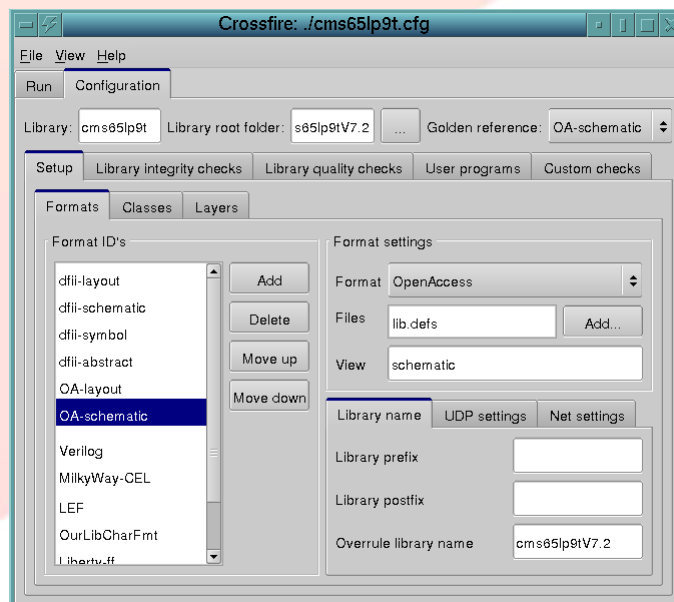 Crossfire: ./cms65lp9t.cfg
File View Help
Run Configuration
Library: cms65lp9t Library root folder: s65lp9tV7.2 ... Golden reference: OA-schematic
Setup Library integrity checks Library quality checks User programs Custom checks
Formats Classes Layers
Format ID's
dfii-layout
dfii-schematic
dfii-symbol
dfii-abstract
OA-layout
OA-schematic
Verilog
MilkyWay-CEL
LEF
OurLibCharFmt
Liberty-ff
Add
Delete
Move up
Move down
Format settings
Format OpenAccess
Files lib.defs Add...
View schematic
Library name UDP settings Net settings
Library prefix
Library postfix
Overrule library name cms65lp9tV7.2